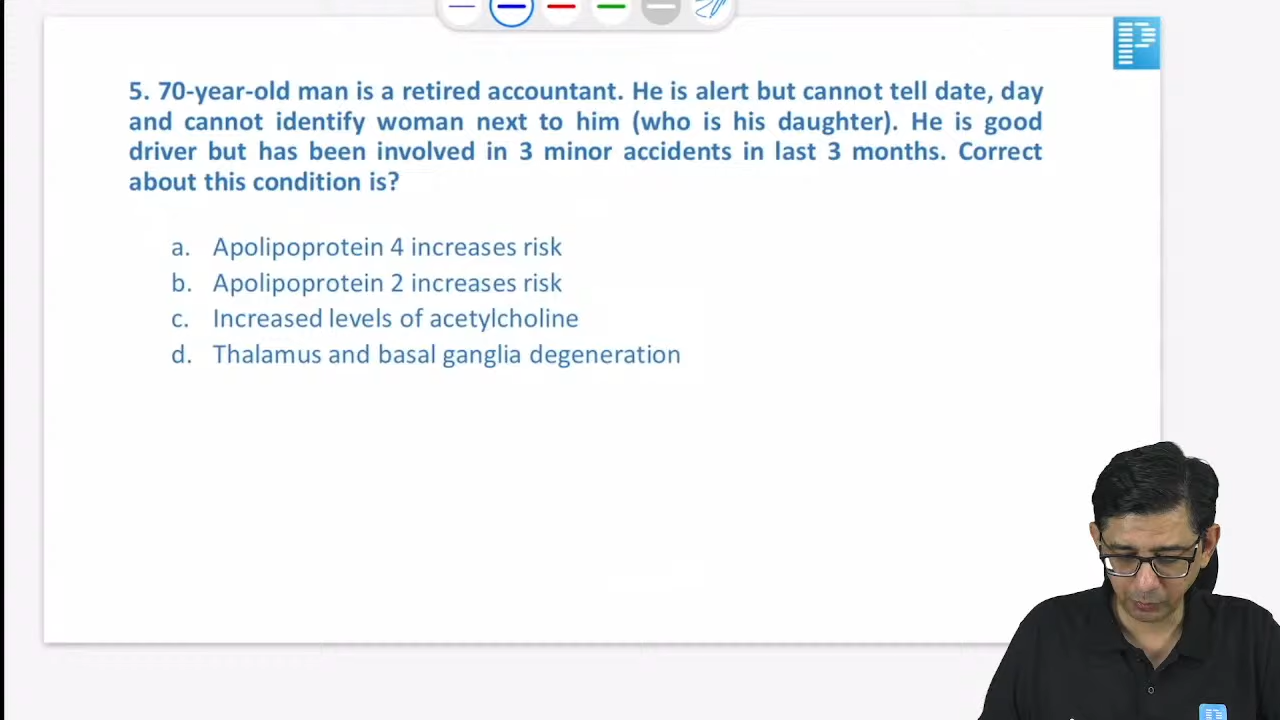 5. 70-year-old man is a retired accountant. He is alert but cannot tell date, day
and cannot identify woman next to him (who is his daughter). He is good
driver but has been involved in 3 minor accidents in last 3 months. Correct
about this condition is?
a. Apolipoprotein 4 increases risk
b. Apolipoprotein 2 increases risk
c. Increased levels of acetylcholine
d. Thalamus and basal ganglia degeneration